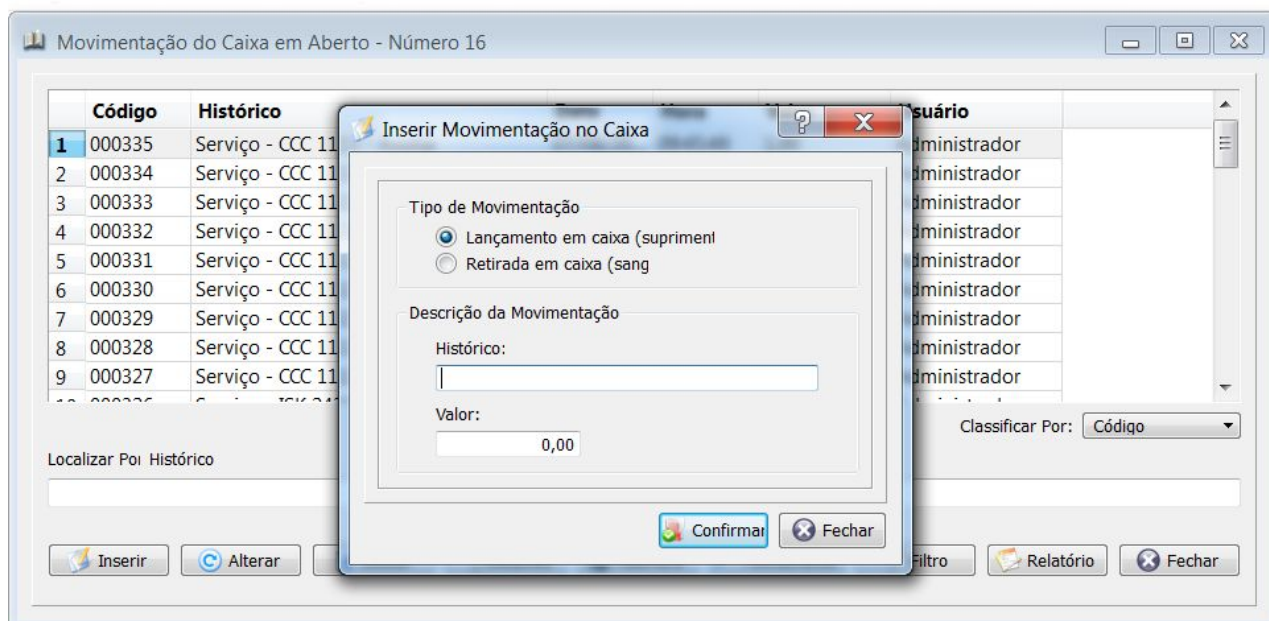 Movimentação do Caixa em Aberto - Número 16
Código Histórico suário
1 000335 Serviço - CCC 11 dministrador
2 000334 Serviço - CCC 11 dministrador
3 000333 Serviço - CCC 11 dministrador
4 000332 Serviço - CCC 11 dministrador
5 000331 Serviço - CCC 11 dministrador
6 000330 Serviço - CCC 11 dministrador
7 000329 Serviço - CCC 11 dministrador
8 000328 Serviço - CCC 11 dministrador
9 000327 Serviço - CCC 11 dministrador
Inserir Movimentação no Caixa
Tipo de Movimentação
Lançamento em caixa (supriment
Retirada em caixa (sang
Descrição da Movimentação
Histórico:
Valor:
0,00
Confirmar Fechar
Classificar Por: Código
Localizar Por Histórico
Inserir Alterar Filtro Relatório Fechar